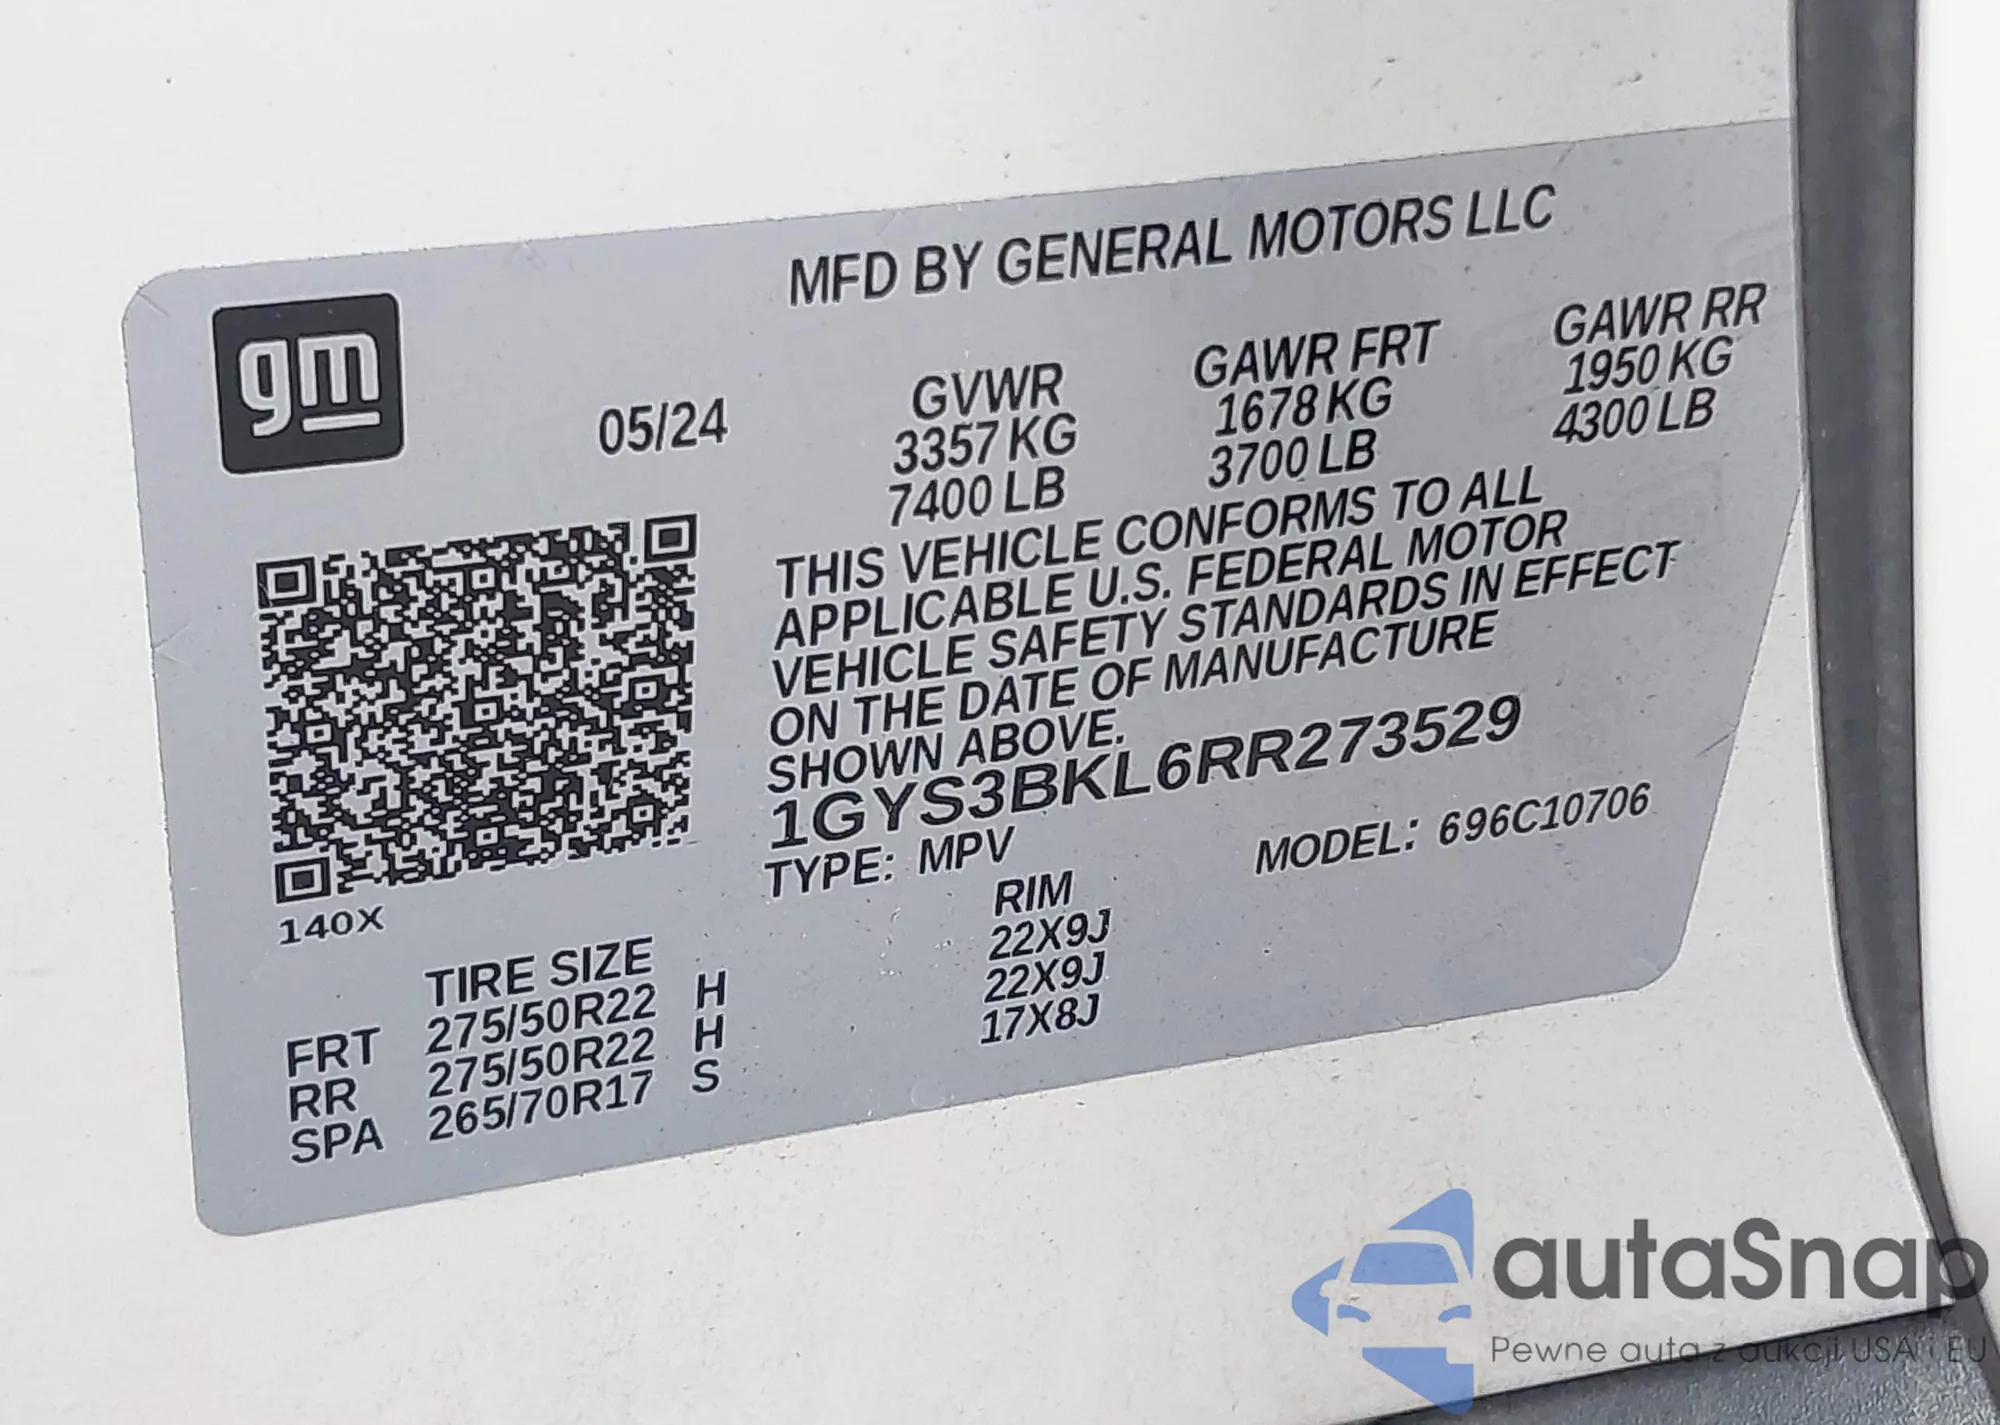 MFD BY GENERAL MOTORS LLC
gm
05/24
GVWR GAWR FRT GAWR RR
3357 KG 1678 KG 1950 KG
7400 LB 3700 LB 4300 LB
THIS VEHICLE CONFORMS TO ALL
APPLICABLE U.S. FEDERAL MOTOR
VEHICLE SAFETY STANDARDS IN EFFECT
ON THE DATE OF MANUFACTURE
SHOWN ABOVE.
1GYS3BKL6RR273529
TYPE: MPV MODEL: 696C10706
140X
TIRE SIZE RIM
FRT 275/50R22 H 22X9J
RR 275/50R22 H 22X9J
SPA 265/70R17 S 17X8J
autaSnap
Pewne auta z aukcji USA i EU